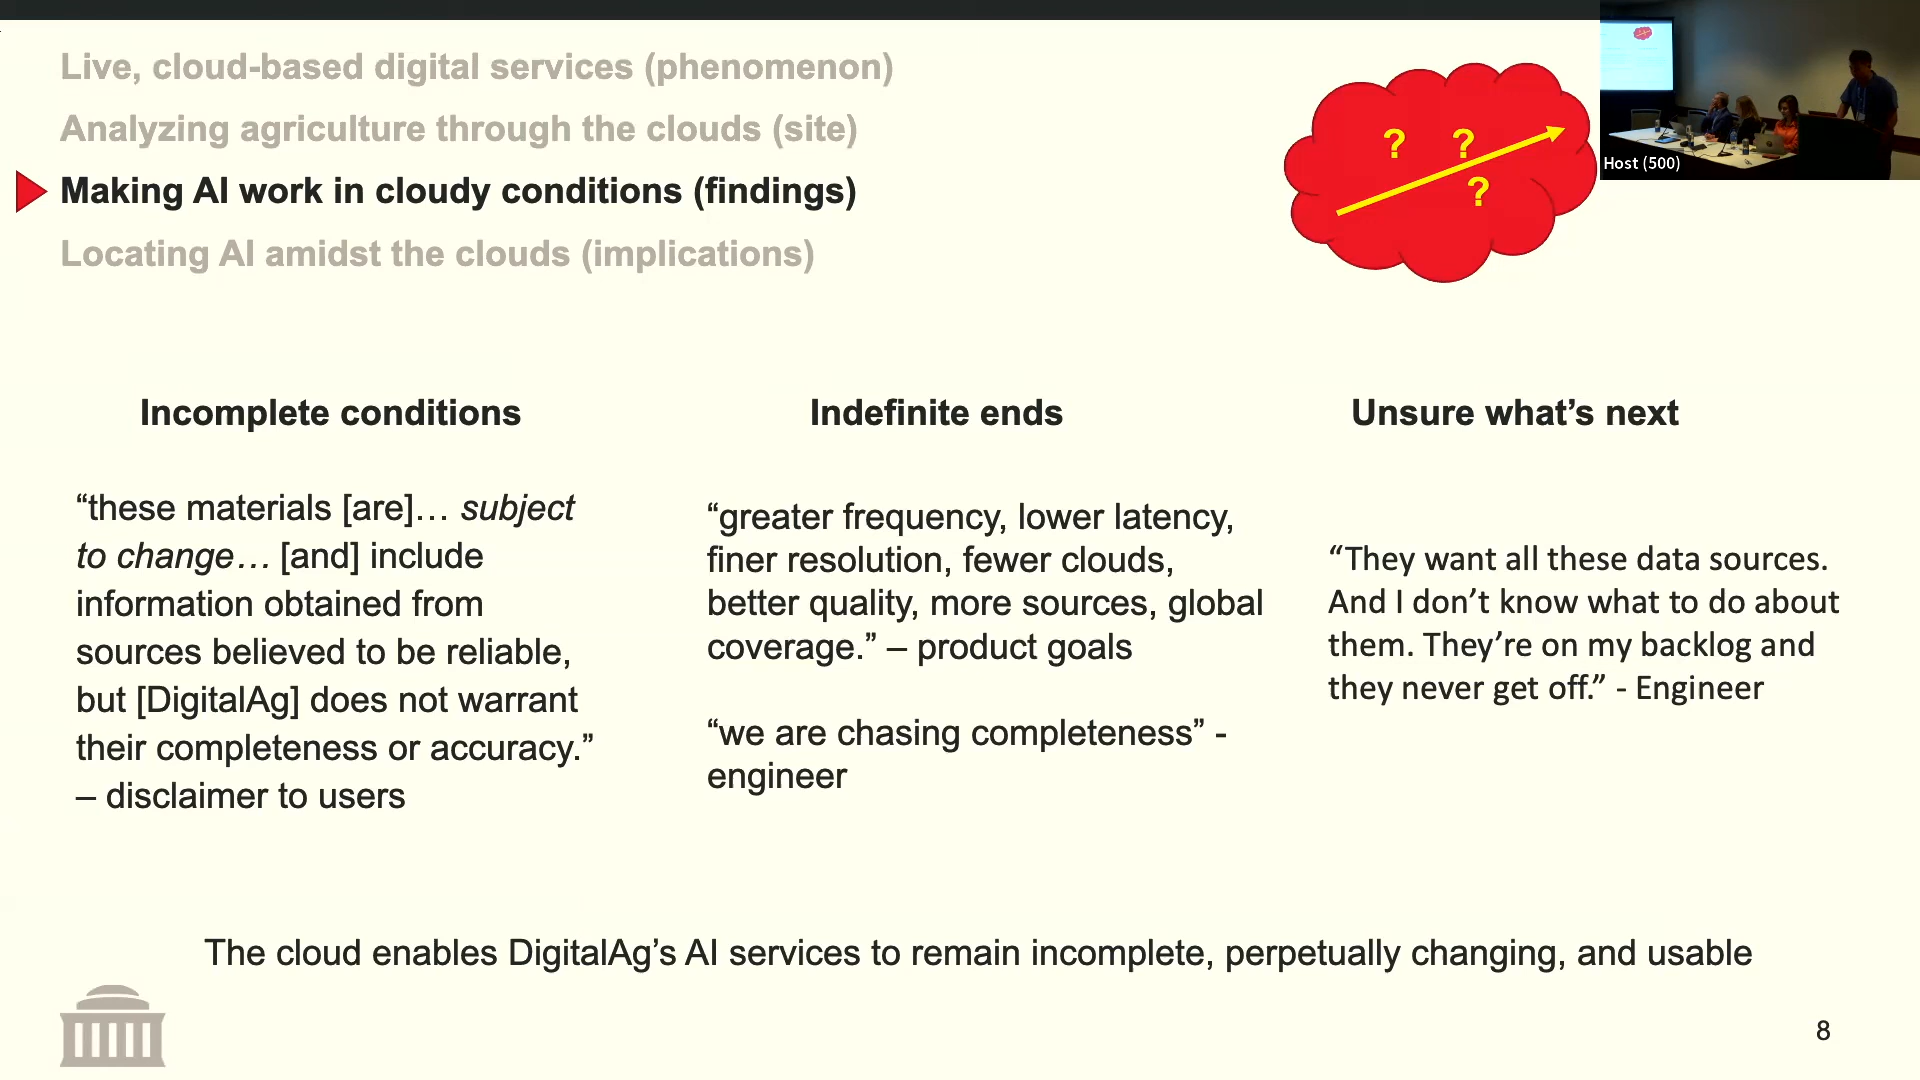 Live, cloud-based digital services (phenomenon)
Analyzing agriculture through the clouds (site)
Making AI work in cloudy conditions (findings)
Locating AI amidst the clouds (implications)
? ?
?
Host (500)
Incomplete conditions
“these materials [are]… subject
to change… [and] include
information obtained from
sources believed to be reliable,
but [DigitalAg] does not warrant
their completeness or accuracy.”
– disclaimer to users
Indefinite ends
“greater frequency, lower latency,
finer resolution, fewer clouds,
better quality, more sources, global
coverage.” – product goals
“we are chasing completeness” -
engineer
Unsure what’s next
“They want all these data sources.
And I don’t know what to do about
them. They’re on my backlog and
they never get off.” - Engineer
The cloud enables DigitalAg’s AI services to remain incomplete, perpetually changing, and usable
8